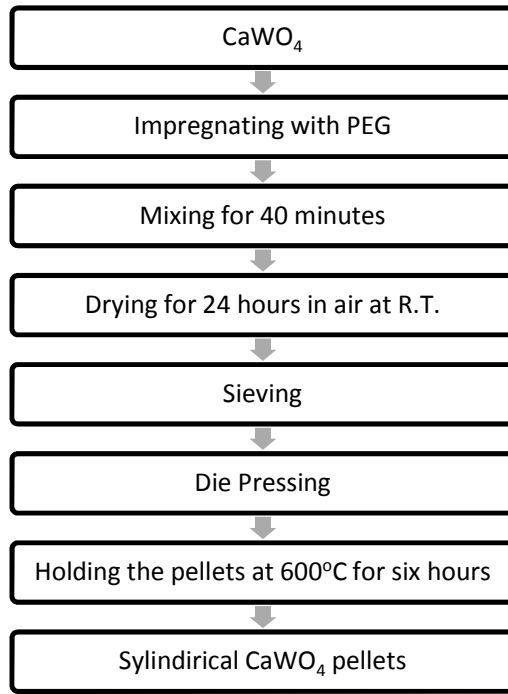 CaWO₄
Impregnating with PEG
Mixing for 40 minutes
Drying for 24 hours in air at R.T.
Sieving
Die Pressing
Holding the pellets at 600°C for six hours
Sylindirical CaWO₄ pellets